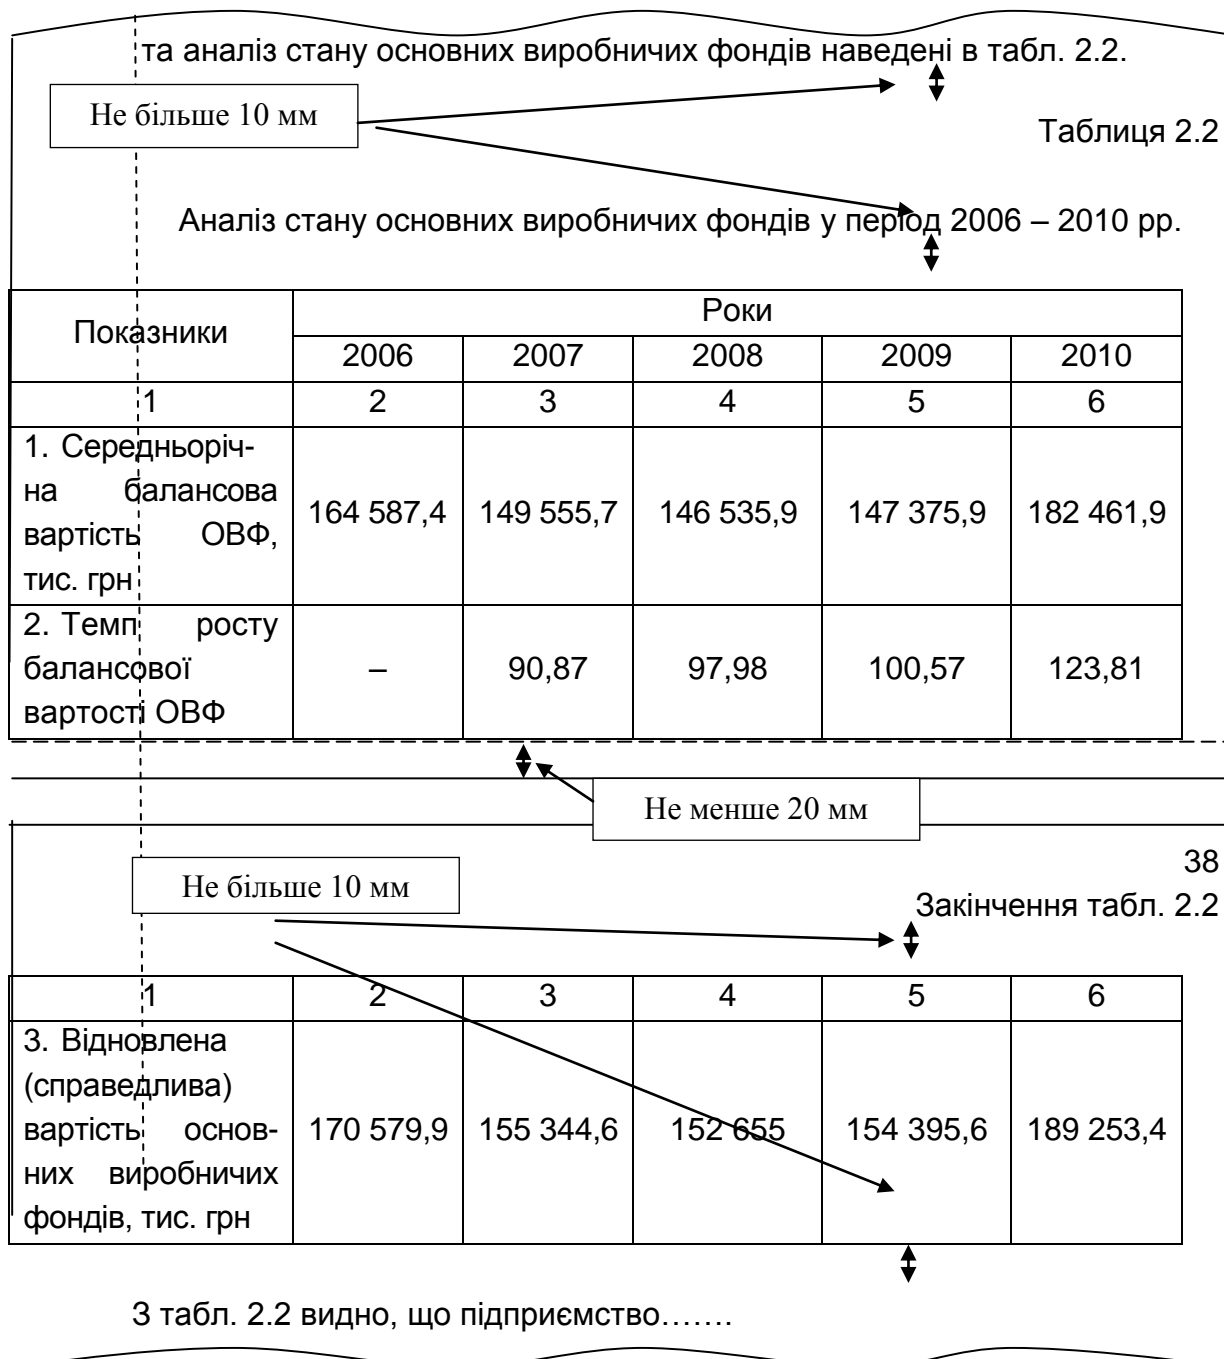 та аналіз стану основних виробничих фондів наведені в табл. 2.2.
Не більше 10 мм
Таблиця 2.2
Аналіз стану основних виробничих фондів у період 2006 – 2010 рр.
Показники
Роки
2006 2007 2008 2009 2010
1 2 3 4 5 6
1. Середньоріч-
на балансова
вартість ОВФ,
тис. грн
164 587,4 149 555,7 146 535,9 147 375,9 182 461,9
2. Темп росту
балансової
вартості ОВФ
– 90,87 97,98 100,57 123,81
Не менше 20 мм
38
Не більше 10 мм
Закінчення табл. 2.2
1 2 3 4 5 6
3. Відновлена
(справедлива)
вартість основ-
них виробничих
фондів, тис. грн
170 579,9 155 344,6 152 655 154 395,6 189 253,4
З табл. 2.2 видно, що підприємство…….